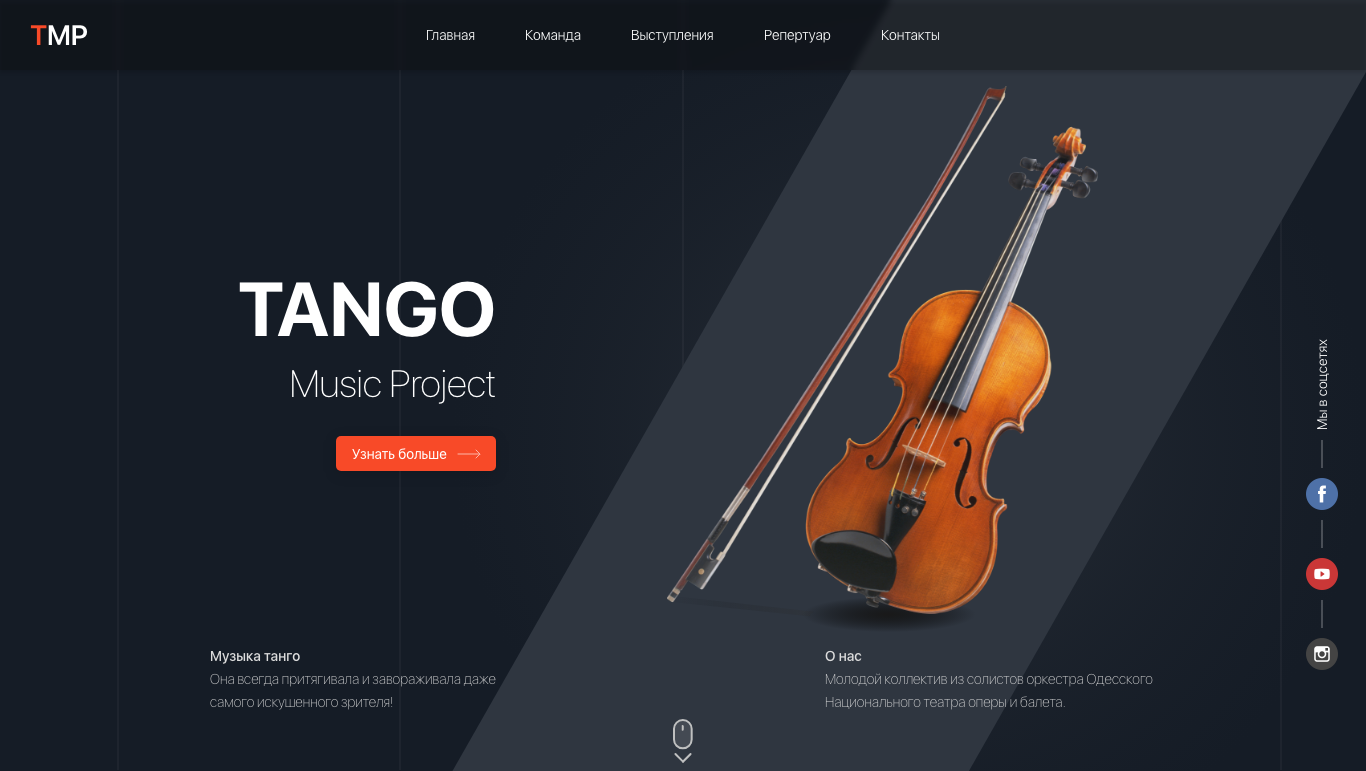 TMP
Главная
Команда
Выступления
Репертуар
Контакты
TANGO
Music Project
Узнать больше
Мы в соцсетях
Музыка танго
Она всегда притягивала и завораживала даже
самого искушенного зрителя!
О нас
Молодой коллектив из солистов оркестра Одесского
Национального театра оперы и балета.